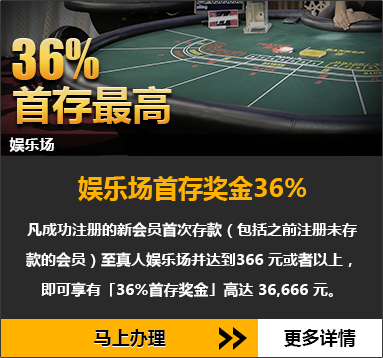 36%
首存最高
娱乐场
娱乐场首存奖金36%
凡成功注册的新会员首次存款（包括之前注册未存
款的会员）至真人娱乐场并达到366 元或者以上，
即可享有「36%首存奖金」高达 36,666 元。
马上办理
更多详情